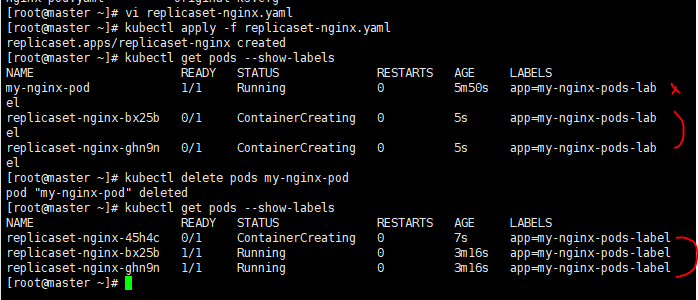 [root@master ~]# vi replicaset-nginx.yaml
[root@master ~]# kubectl apply -f replicaset-nginx.yaml
replicaset.apps/replicaset-nginx created
[root@master ~]# kubectl get pods --show-labels
NAME READY STATUS RESTARTS AGE LABELS
my-nginx-pod 1/1 Running 0 5m50s app=my-nginx-pods-lab
el
replicaset-nginx-bx25b 0/1 ContainerCreating 0 5s app=my-nginx-pods-lab
el
replicaset-nginx-ghn9n 0/1 ContainerCreating 0 5s app=my-nginx-pods-lab
el
[root@master ~]# kubectl delete pods my-nginx-pod
pod "my-nginx-pod" deleted
[root@master ~]# kubectl get pods --show-labels
NAME READY STATUS RESTARTS AGE LABELS
replicaset-nginx-45h4c 0/1 ContainerCreating 0 7s app=my-nginx-pods-label
replicaset-nginx-bx25b 1/1 Running 0 3m16s app=my-nginx-pods-label
replicaset-nginx-ghn9n 1/1 Running 0 3m16s app=my-nginx-pods-label
[root@master ~]#